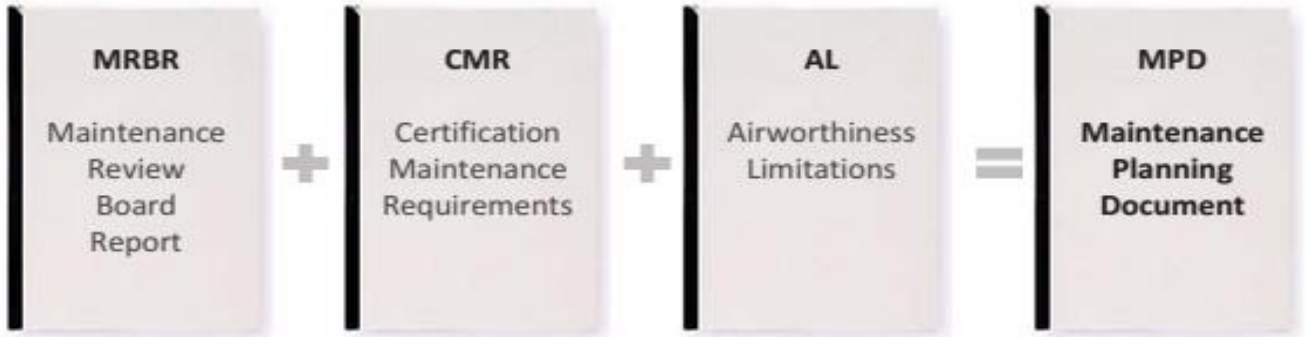 MRBR
Maintenance
Review
Board
Report
+
CMR
Certification
Maintenance
Requirements
+
AL
Airworthiness
Limitations
=
MPD
Maintenance
Planning
Document